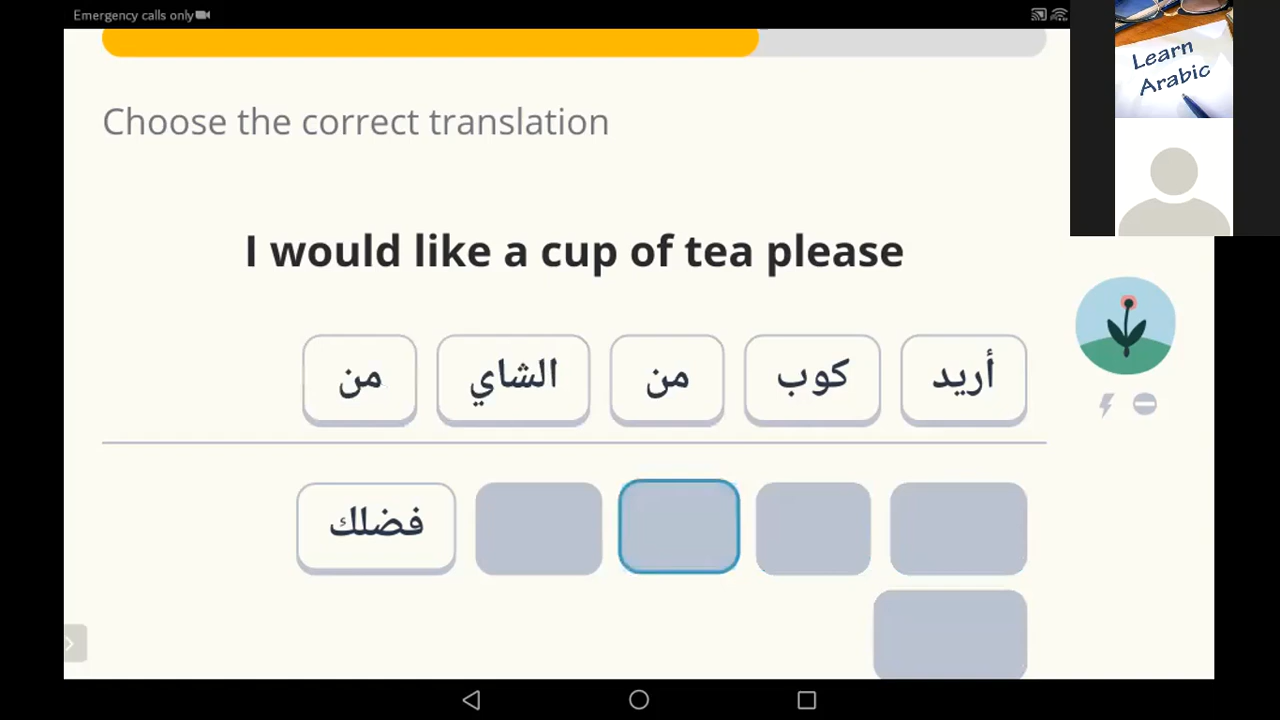 Emergency calls only
Learn
Arabic
Choose the correct translation
I would like a cup of tea please
أريد كوب من الشاي من
فضلك